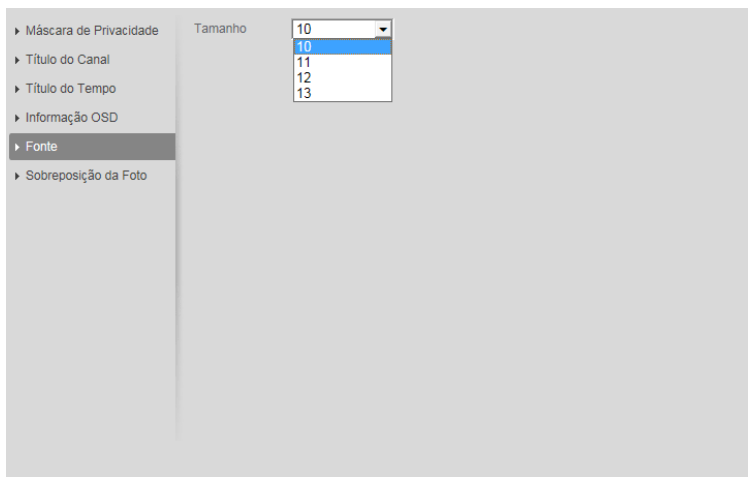 Máscara de Privacidade
Título do Canal
Título do Tempo
Informação OSD
Fonte
Sobreposição da Foto
Tamanho
10
10
11
12
13